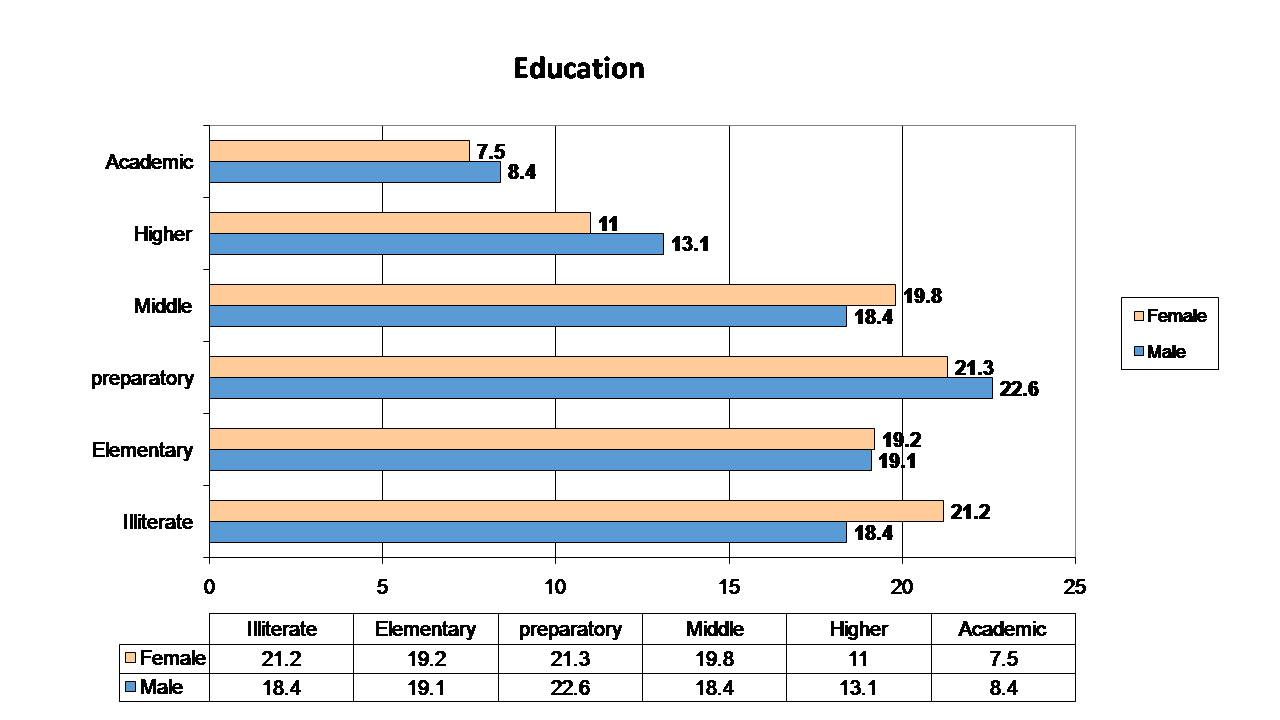 Education
Academic
7.5
8.4
Higher
11
13.1
Middle
19.8
18.4
preparatory
21.3
22.6
Elementary
19.2
19.1
Illiterate
21.2
18.4
Female
Male
0 5 10 15 20 25
Illiterate Elementary preparatory Middle Higher Academic
Female 21.2 19.2 21.3 19.8 11 7.5
Male 18.4 19.1 22.6 18.4 13.1 8.4